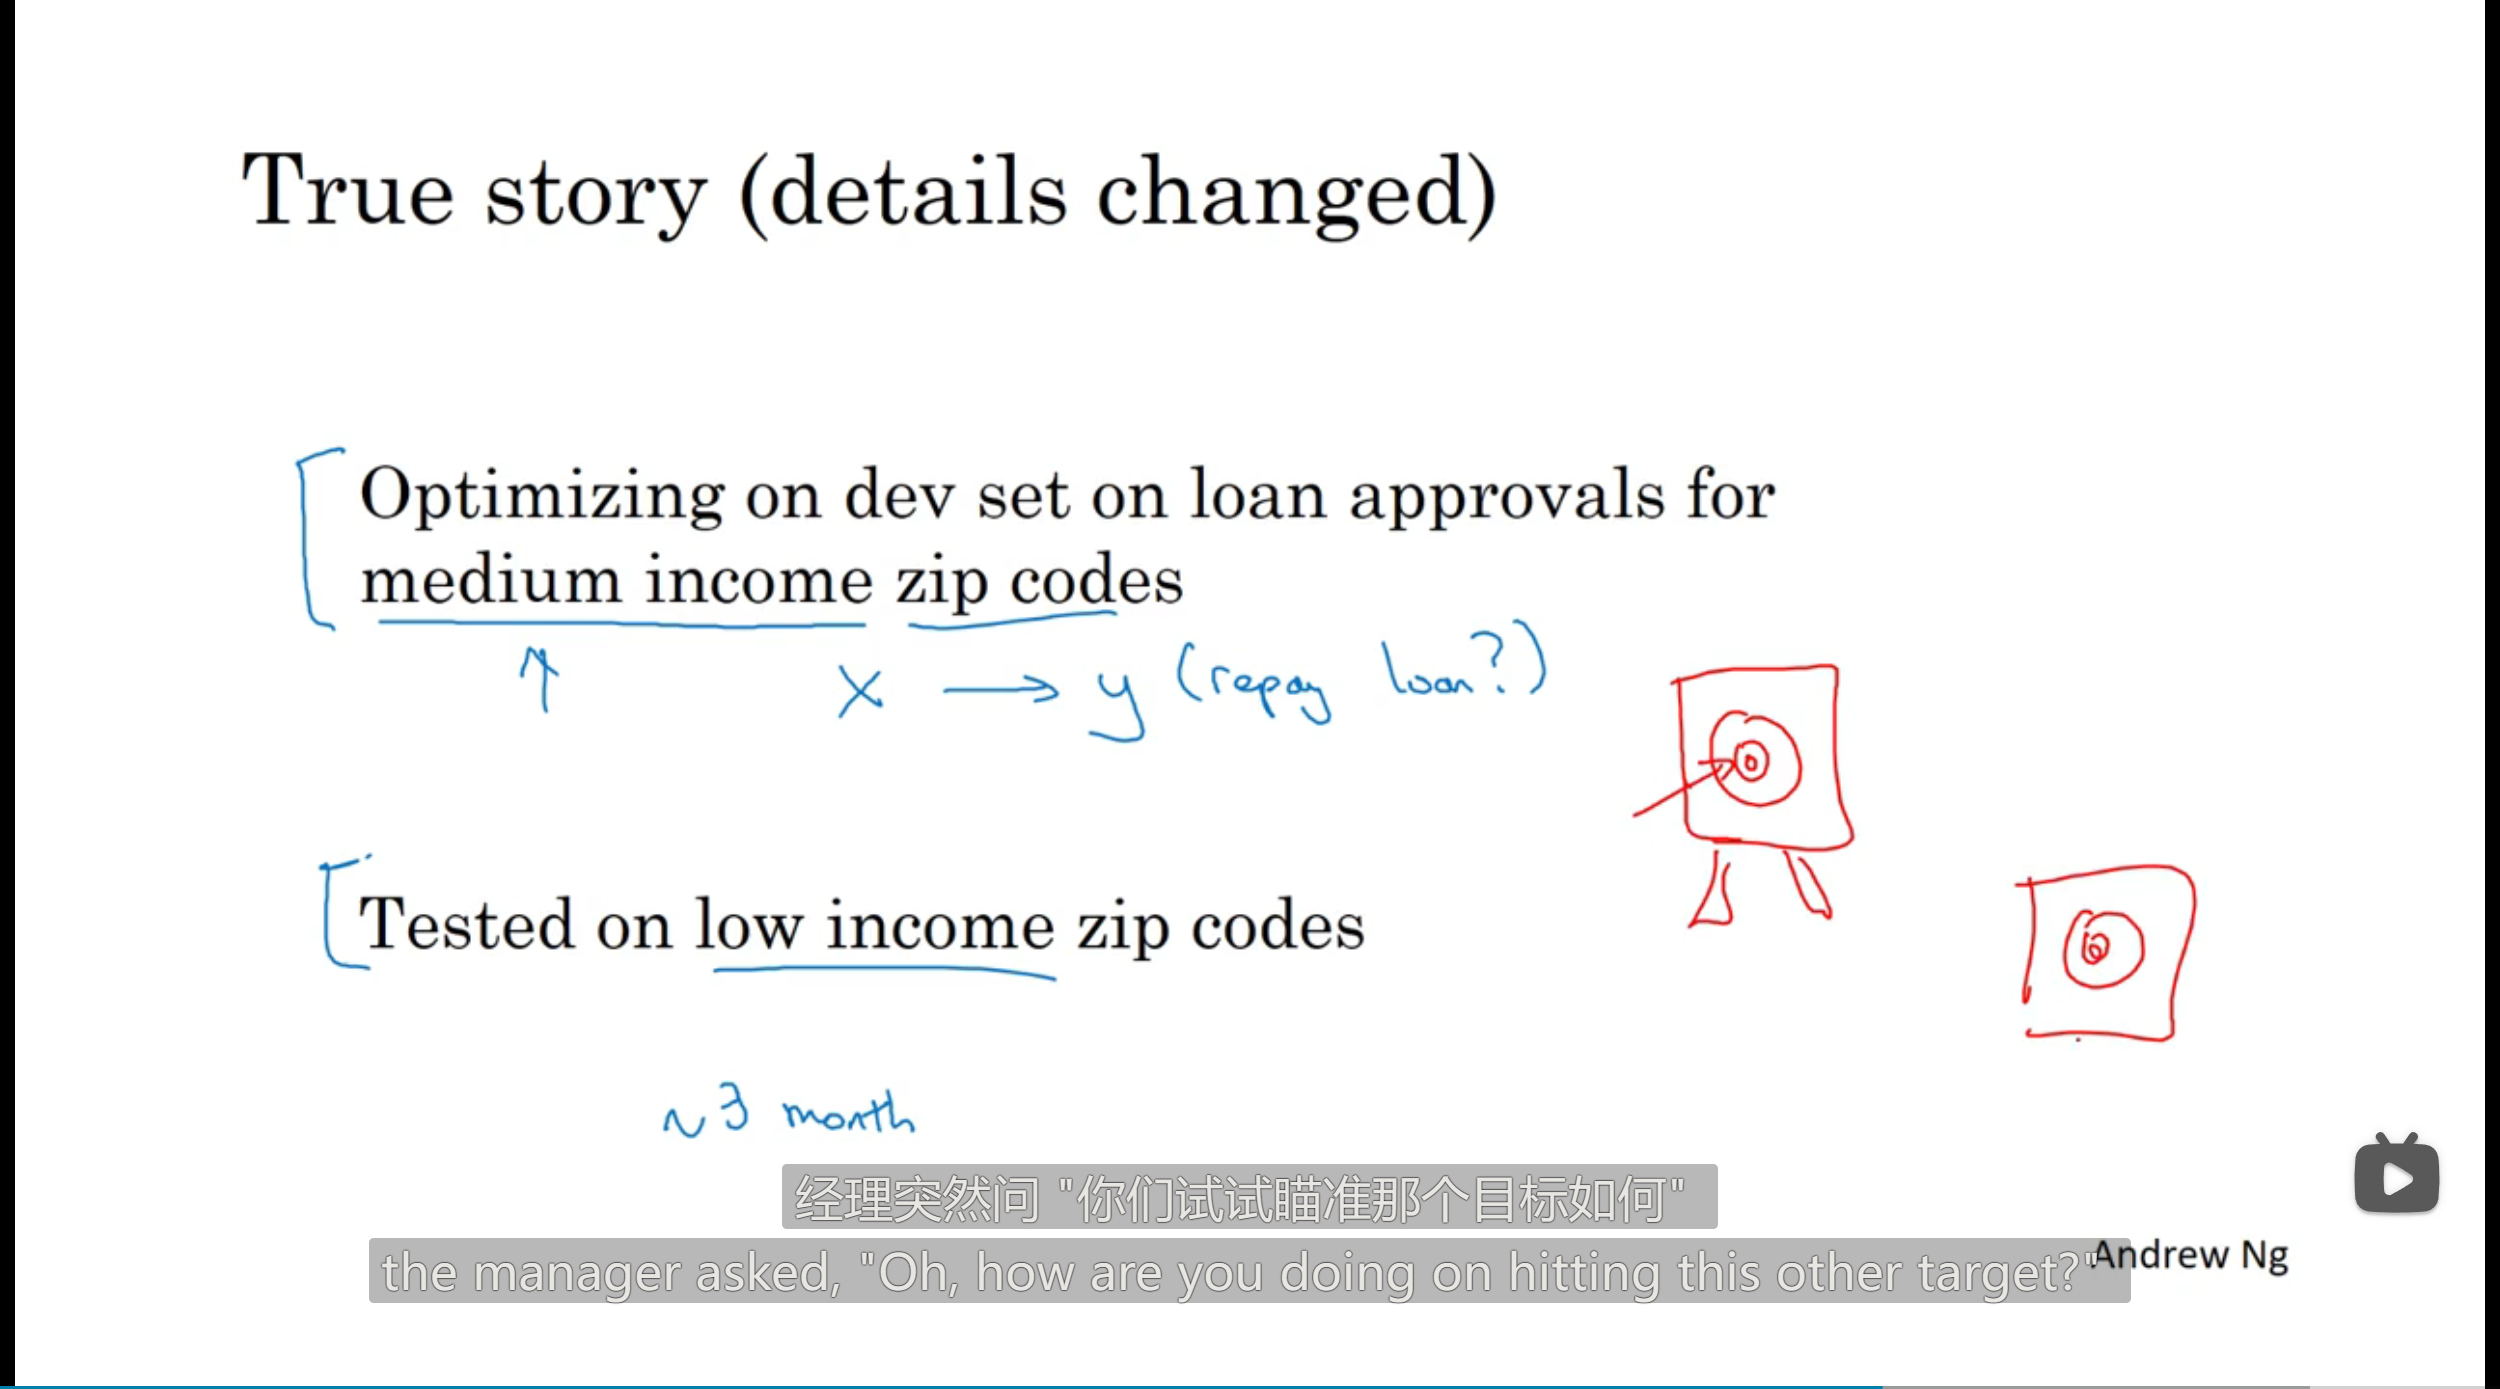 True story (details changed)
Optimizing on dev set on loan approvals for
medium income zip codes
x → y (repay loan?)
Tested on low income zip codes
~3 month
经理突然问 "你们试试瞄准那个目标如何"
the manager asked, "Oh, how are you doing on hitting this other target?"
Andrew Ng